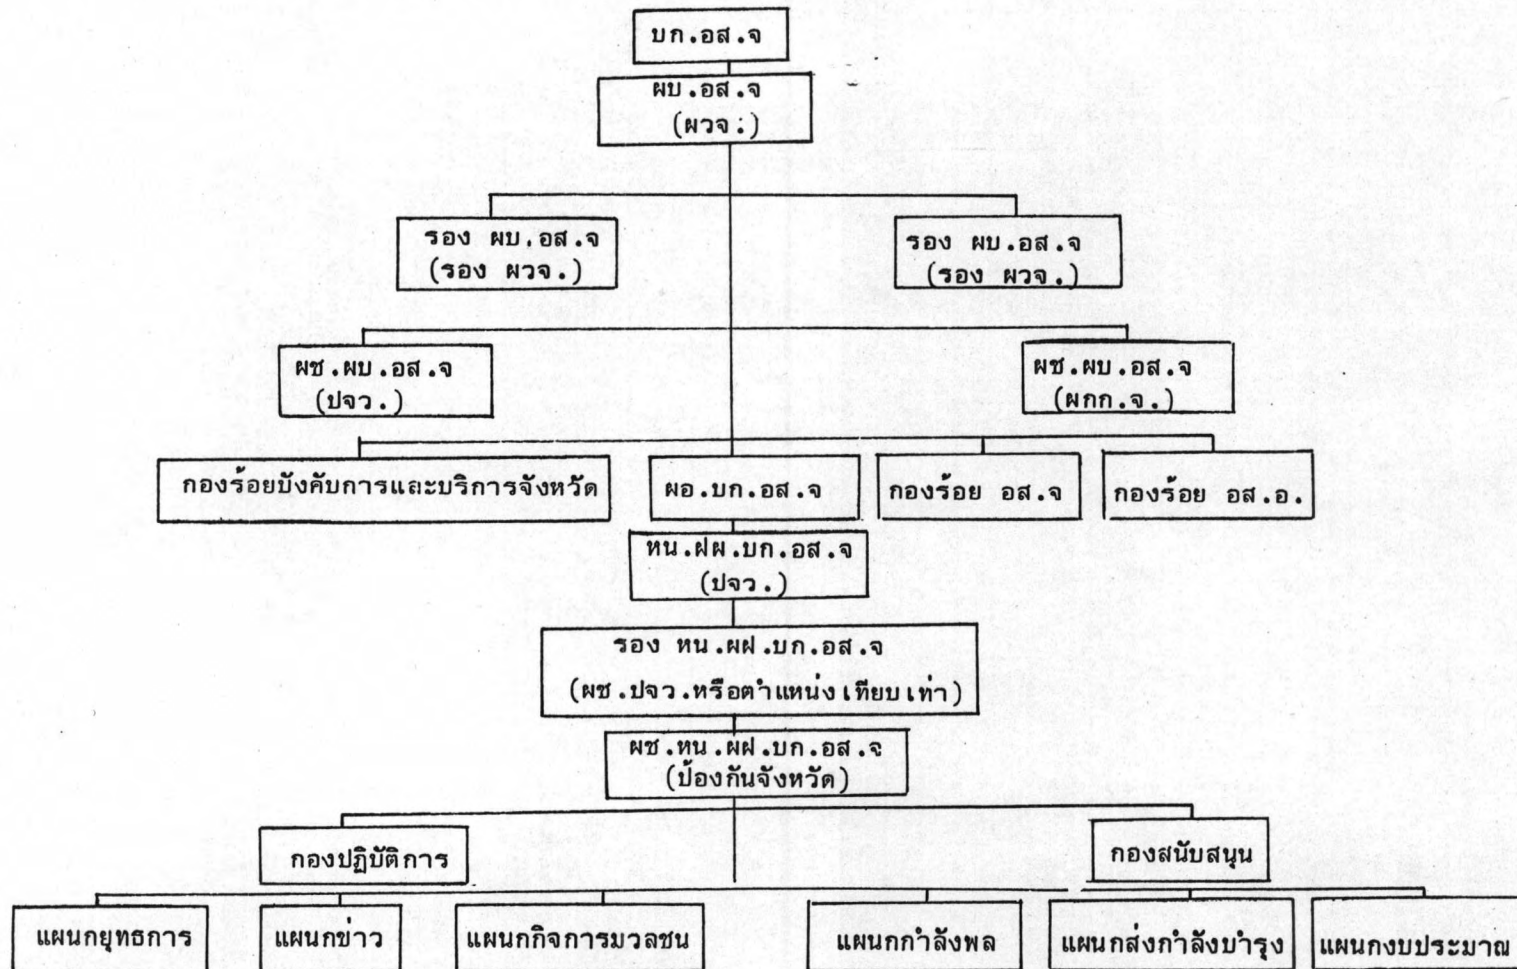 บก.อส.จ
ผบ.อส.จ
(ผวจ.)
รอง ผบ.อส.จ
(รอง ผวจ.)
รอง ผบ.อส.จ
(รอง ผวจ.)
ผช.ผบ.อส.จ
(ปจว.)
ผช.ผบ.อส.จ
(ผกก.จ.)
กองร้อยบังคับการและบริการจังหวัด
ผอ.บก.อส.จ
กองร้อย อส.จ
กองร้อย อส.อ.
หน.ฝผ.บก.อส.จ
(ปจว.)
รอง หน.ผฝ.บก.อส.จ
(ผช.ปจว.หรือตำแหน่งเทียบเท่า)
ผช.หน.ผฝ.บก.อส.จ
(ป้องกันจังหวัด)
กองปฏิบัติการ
กองสนับสนุน
แผนกยุทธการ
แผนกข่าว
แผนกกิจการมวลชน
แผนกกำลังพล
แผนกส่งกำลังบำรุง
แผนกงบประมาณ